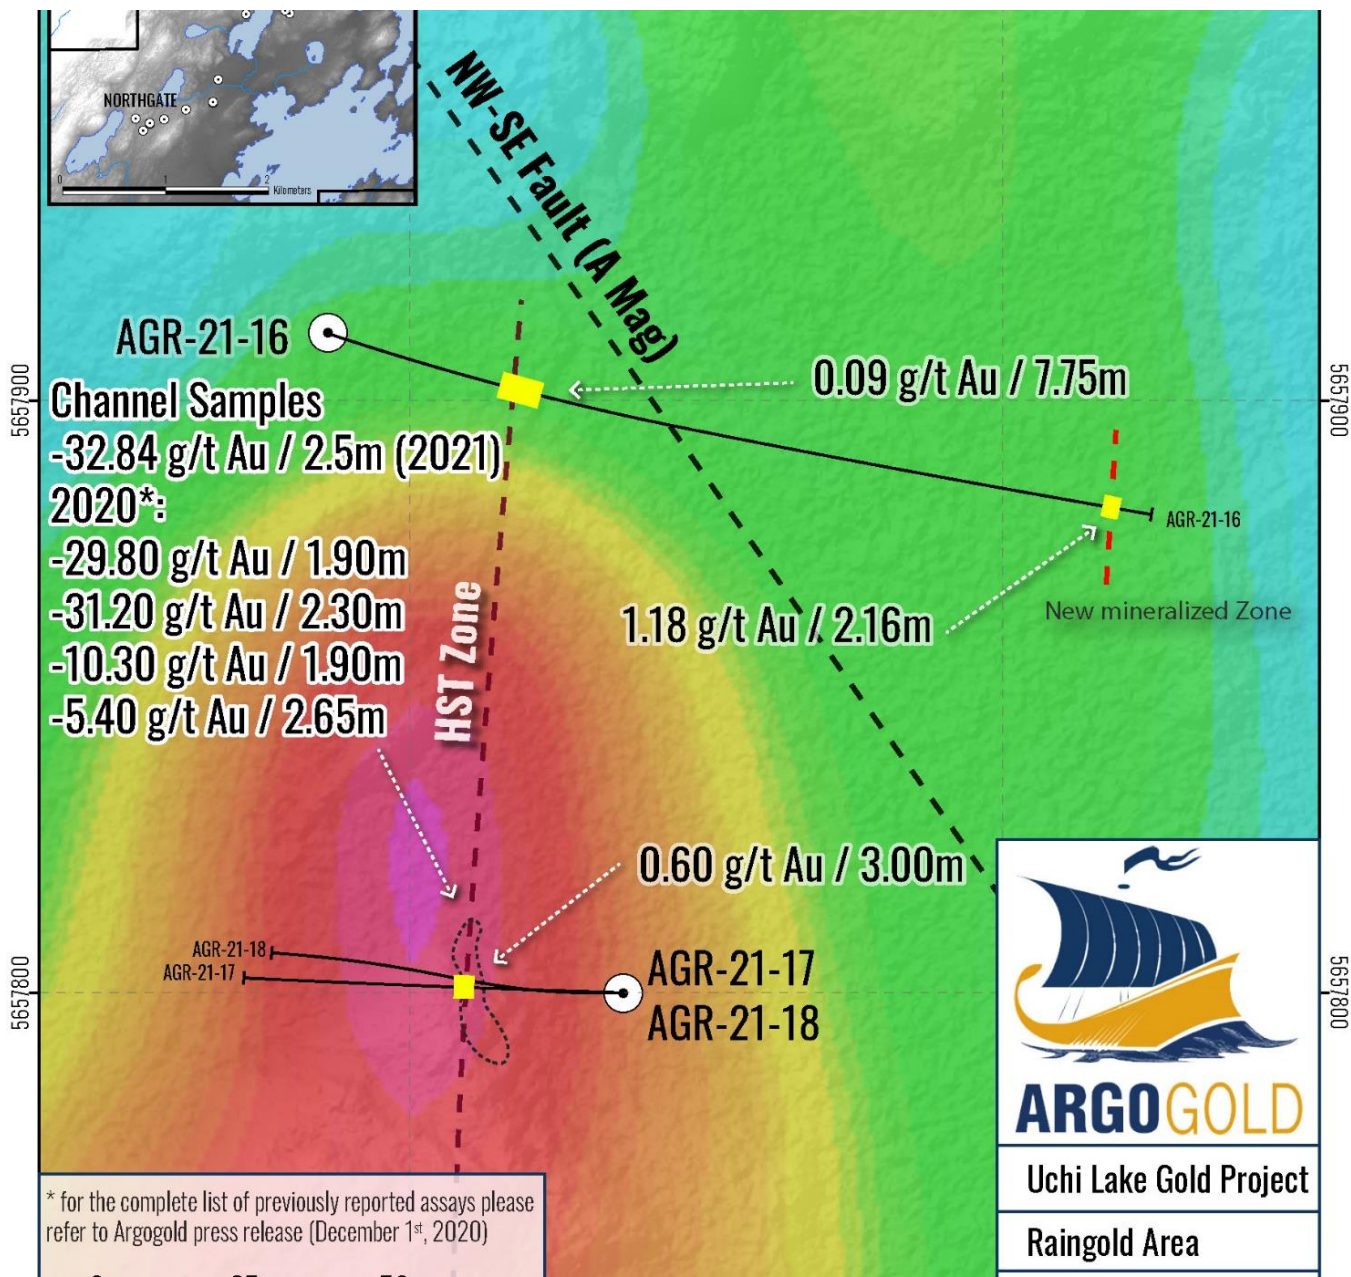 NORTHGATE
0 1 2
Kilometers
NW-SE Fault (A Mag)
AGR-21-16
0.09 g/t Au / 7.75m
5657900
5657900
Channel Samples
-32.84 g/t Au / 2.5m (2021)
2020*:
-29.80 g/t Au / 1.90m
-31.20 g/t Au / 2.30m
-10.30 g/t Au / 1.90m
-5.40 g/t Au / 2.65m
AGR-21-16
New mineralized Zone
1.18 g/t Au / 2.16m
HST Zone
0.60 g/t Au / 3.00m
AGR-21-18
AGR-21-17
AGR-21-17
AGR-21-18
5657800
5657800
ARGOGOLD
Uchi Lake Gold Project
Raingold Area
* for the complete list of previously reported assays please
refer to Argogold press release (December 1st, 2020)